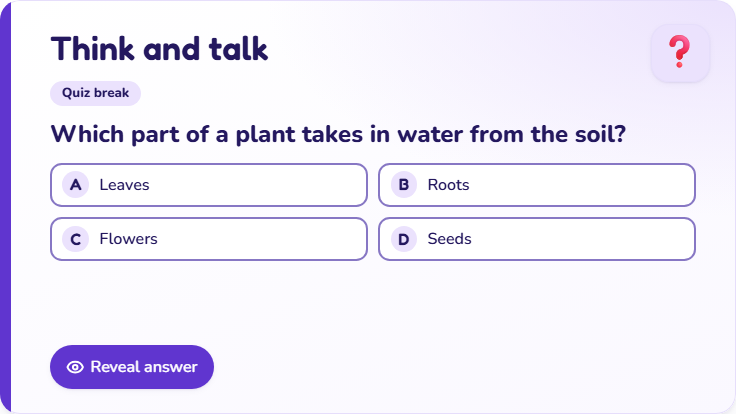 Think and talk
Quiz break
Which part of a plant takes in water from the soil?
A Leaves
B Roots
C Flowers
D Seeds
Reveal answer